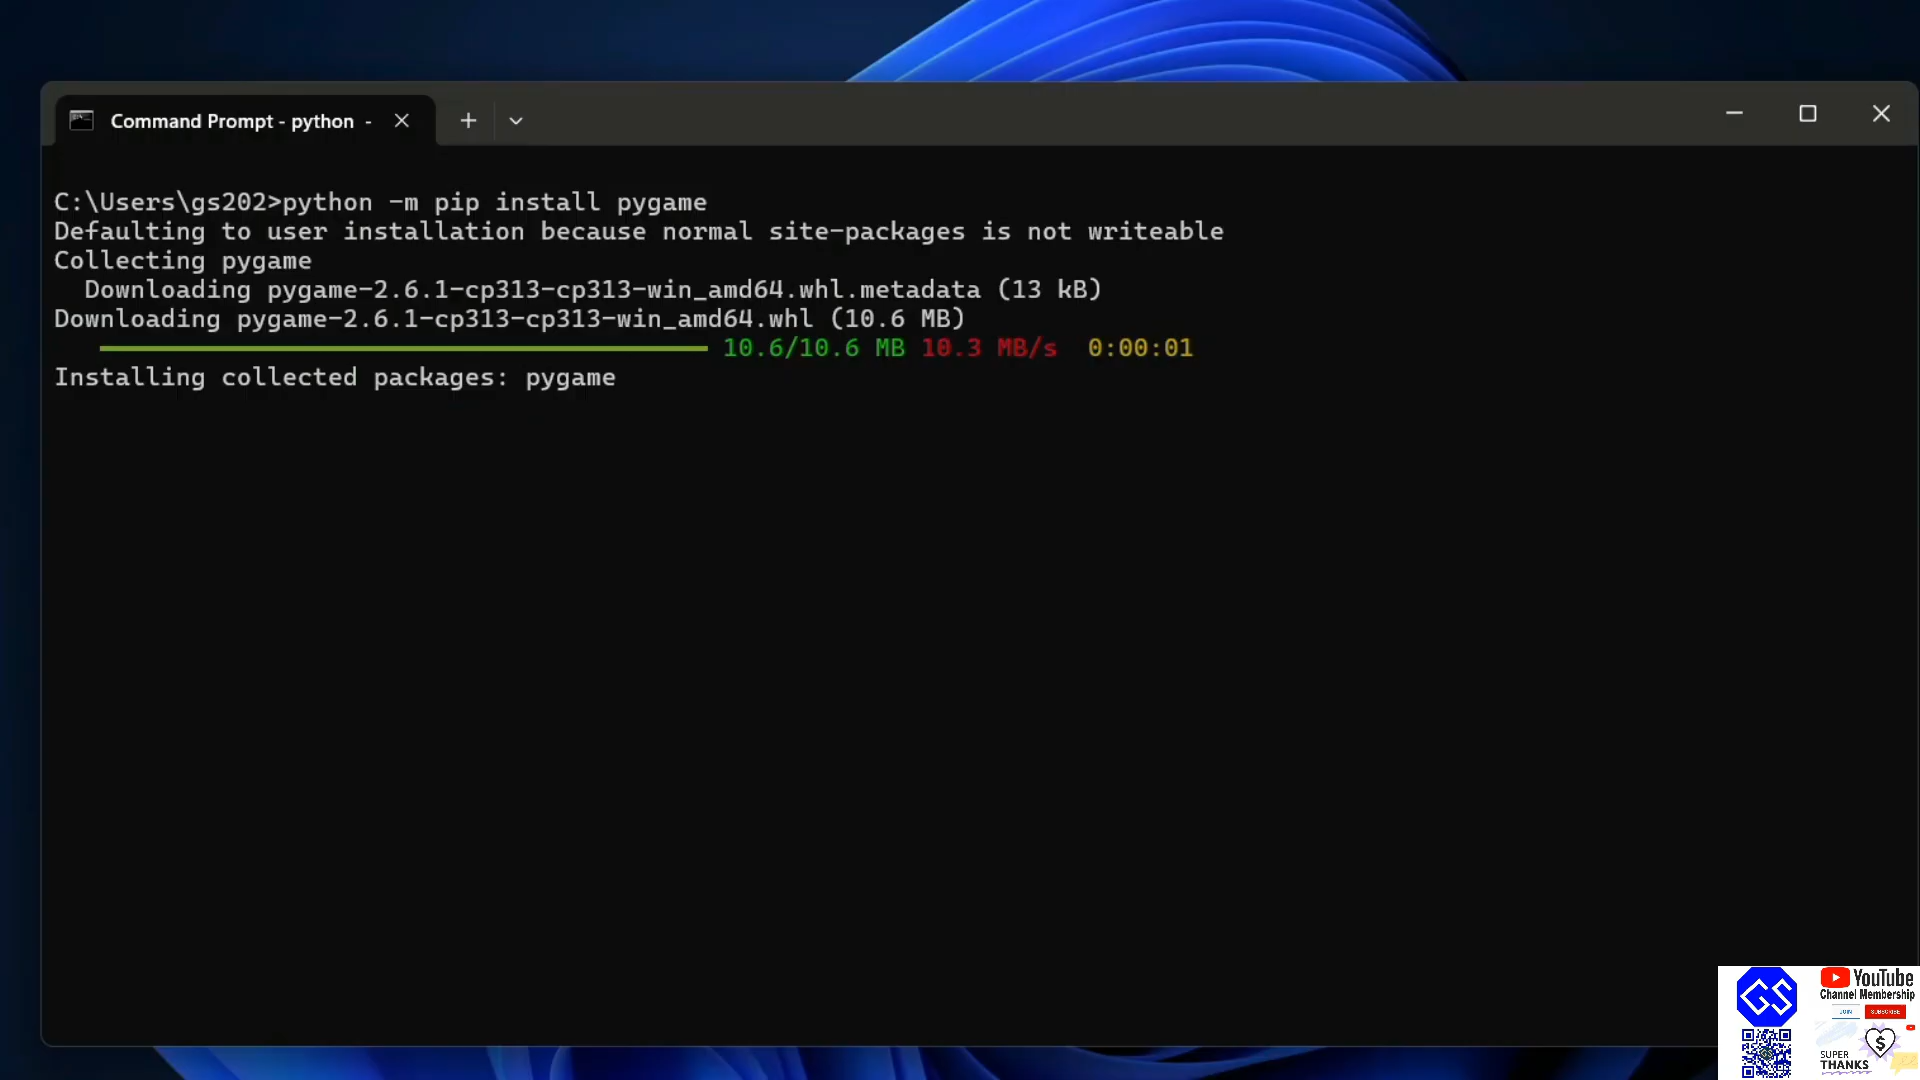 Command Prompt - python -
C:\Users\gs202>python -m pip install pygame
Defaulting to user installation because normal site-packages is not writeable
Collecting pygame
  Downloading pygame-2.6.1-cp313-cp313-win_amd64.whl.metadata (13 kB)
Downloading pygame-2.6.1-cp313-cp313-win_amd64.whl (10.6 MB)
10.6/10.6 MB 10.3 MB/s 0:00:01
Installing collected packages: pygame
GS
YouTube
Channel Membership
JOIN
SUBSCRIBE
SUPER
THANKS
$